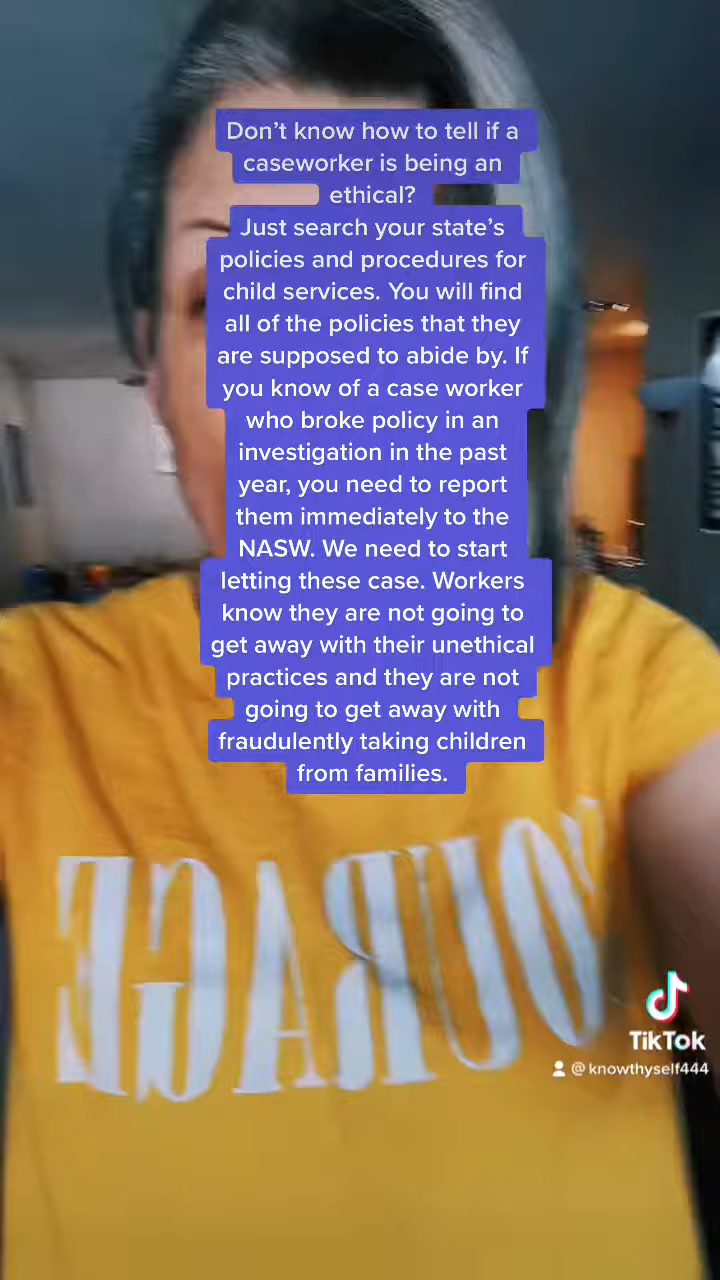 Don’t know how to tell if a
caseworker is being an
ethical?
Just search your state’s
policies and procedures for
child services. You will find
all of the policies that they
are supposed to abide by. If
you know of a case worker
who broke policy in an
investigation in the past
year, you need to report
them immediately to the
NASW. We need to start
letting these case. Workers
know they are not going to
get away with their unethical
practices and they are not
going to get away with
fraudulently taking children
from families.
COURAGE
TikTok
@knowthyself444